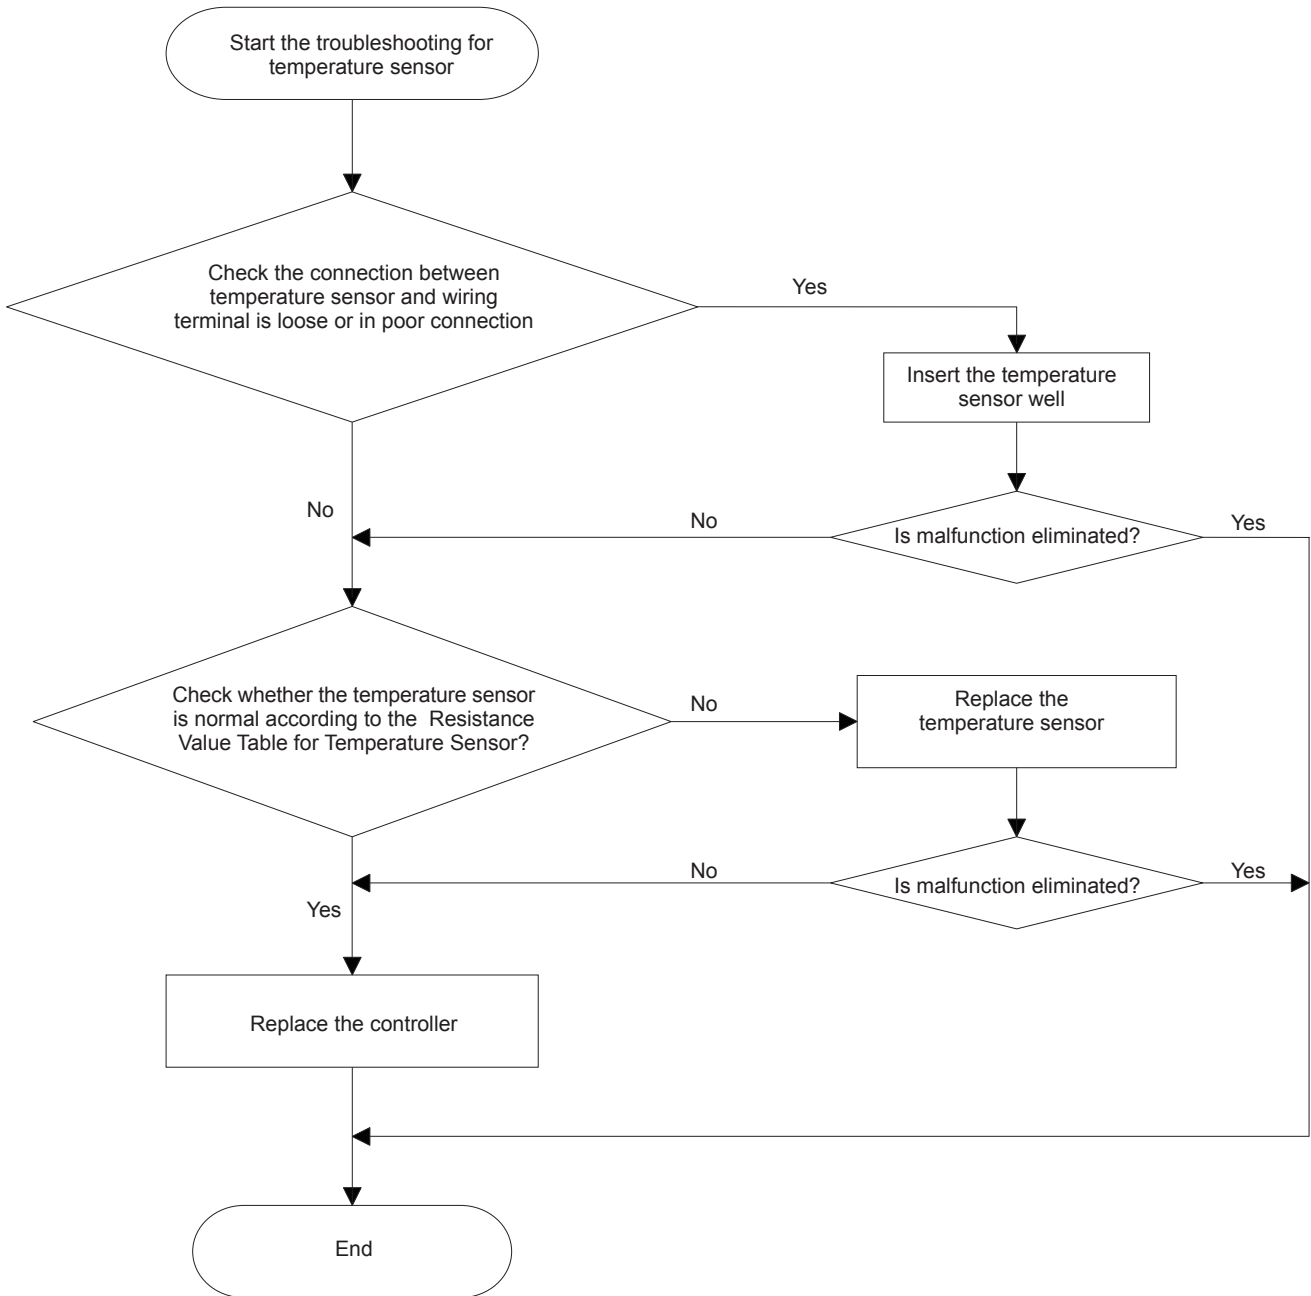 Start the troubleshooting for
temperature sensor
Check the connection between
temperature sensor and wiring
terminal is loose or in poor connection
Yes
Insert the temperature
sensor well
No
No
Is malfunction eliminated?
Yes
Check whether the temperature sensor
is normal according to the Resistance
Value Table for Temperature Sensor?
No
Replace the
temperature sensor
No
Is malfunction eliminated?
Yes
Yes
Replace the controller
End